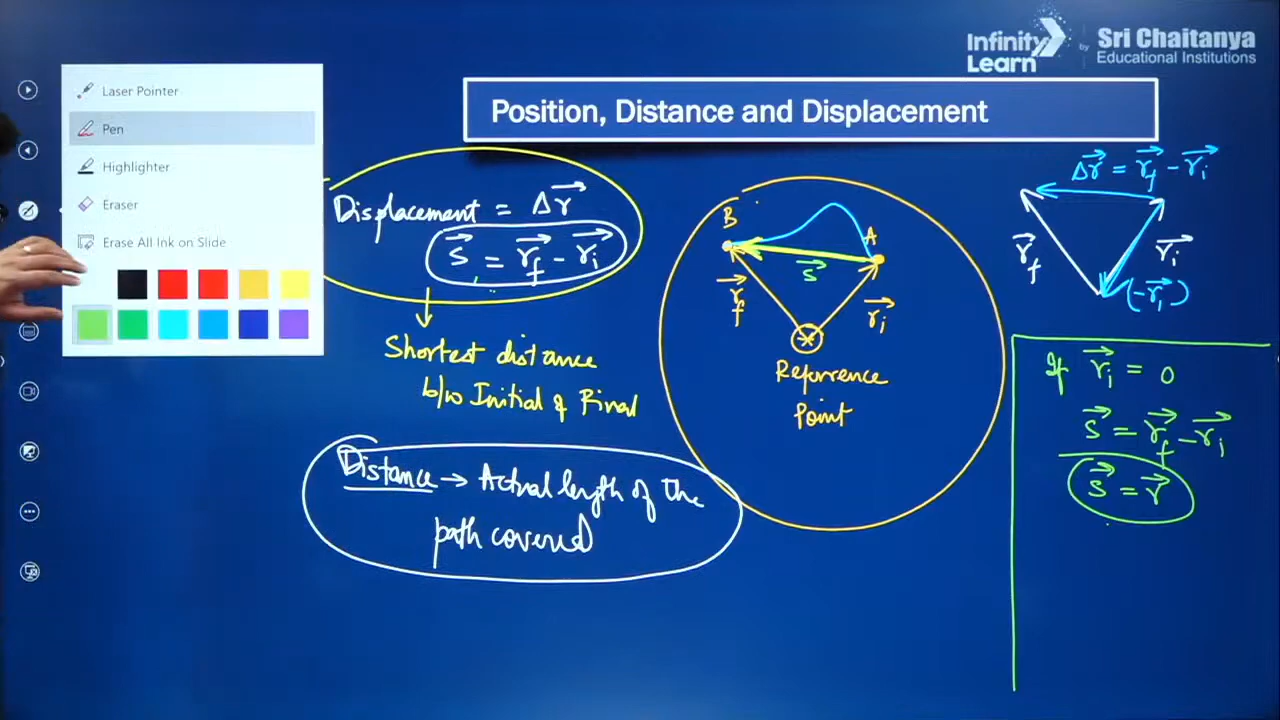 Infinity Learn by Sri Chaitanya Educational Institutions
Position, Distance and Displacement
Laser Pointer
Pen
Highlighter
Eraser
Erase All Ink on Slide
Displacement = Δr⃗
s⃗ = r⃗f - r⃗i
Shortest distance
b/w Initial & Final
Distance → Actual length of the
path covered
B
A
s⃗
r⃗f
r⃗i
Reference
Point
Δr⃗ = r⃗f - r⃗i
r⃗f
r⃗i
(-r⃗i)
If r⃗i = 0
s⃗ = r⃗f - r⃗i
s⃗ = r⃗